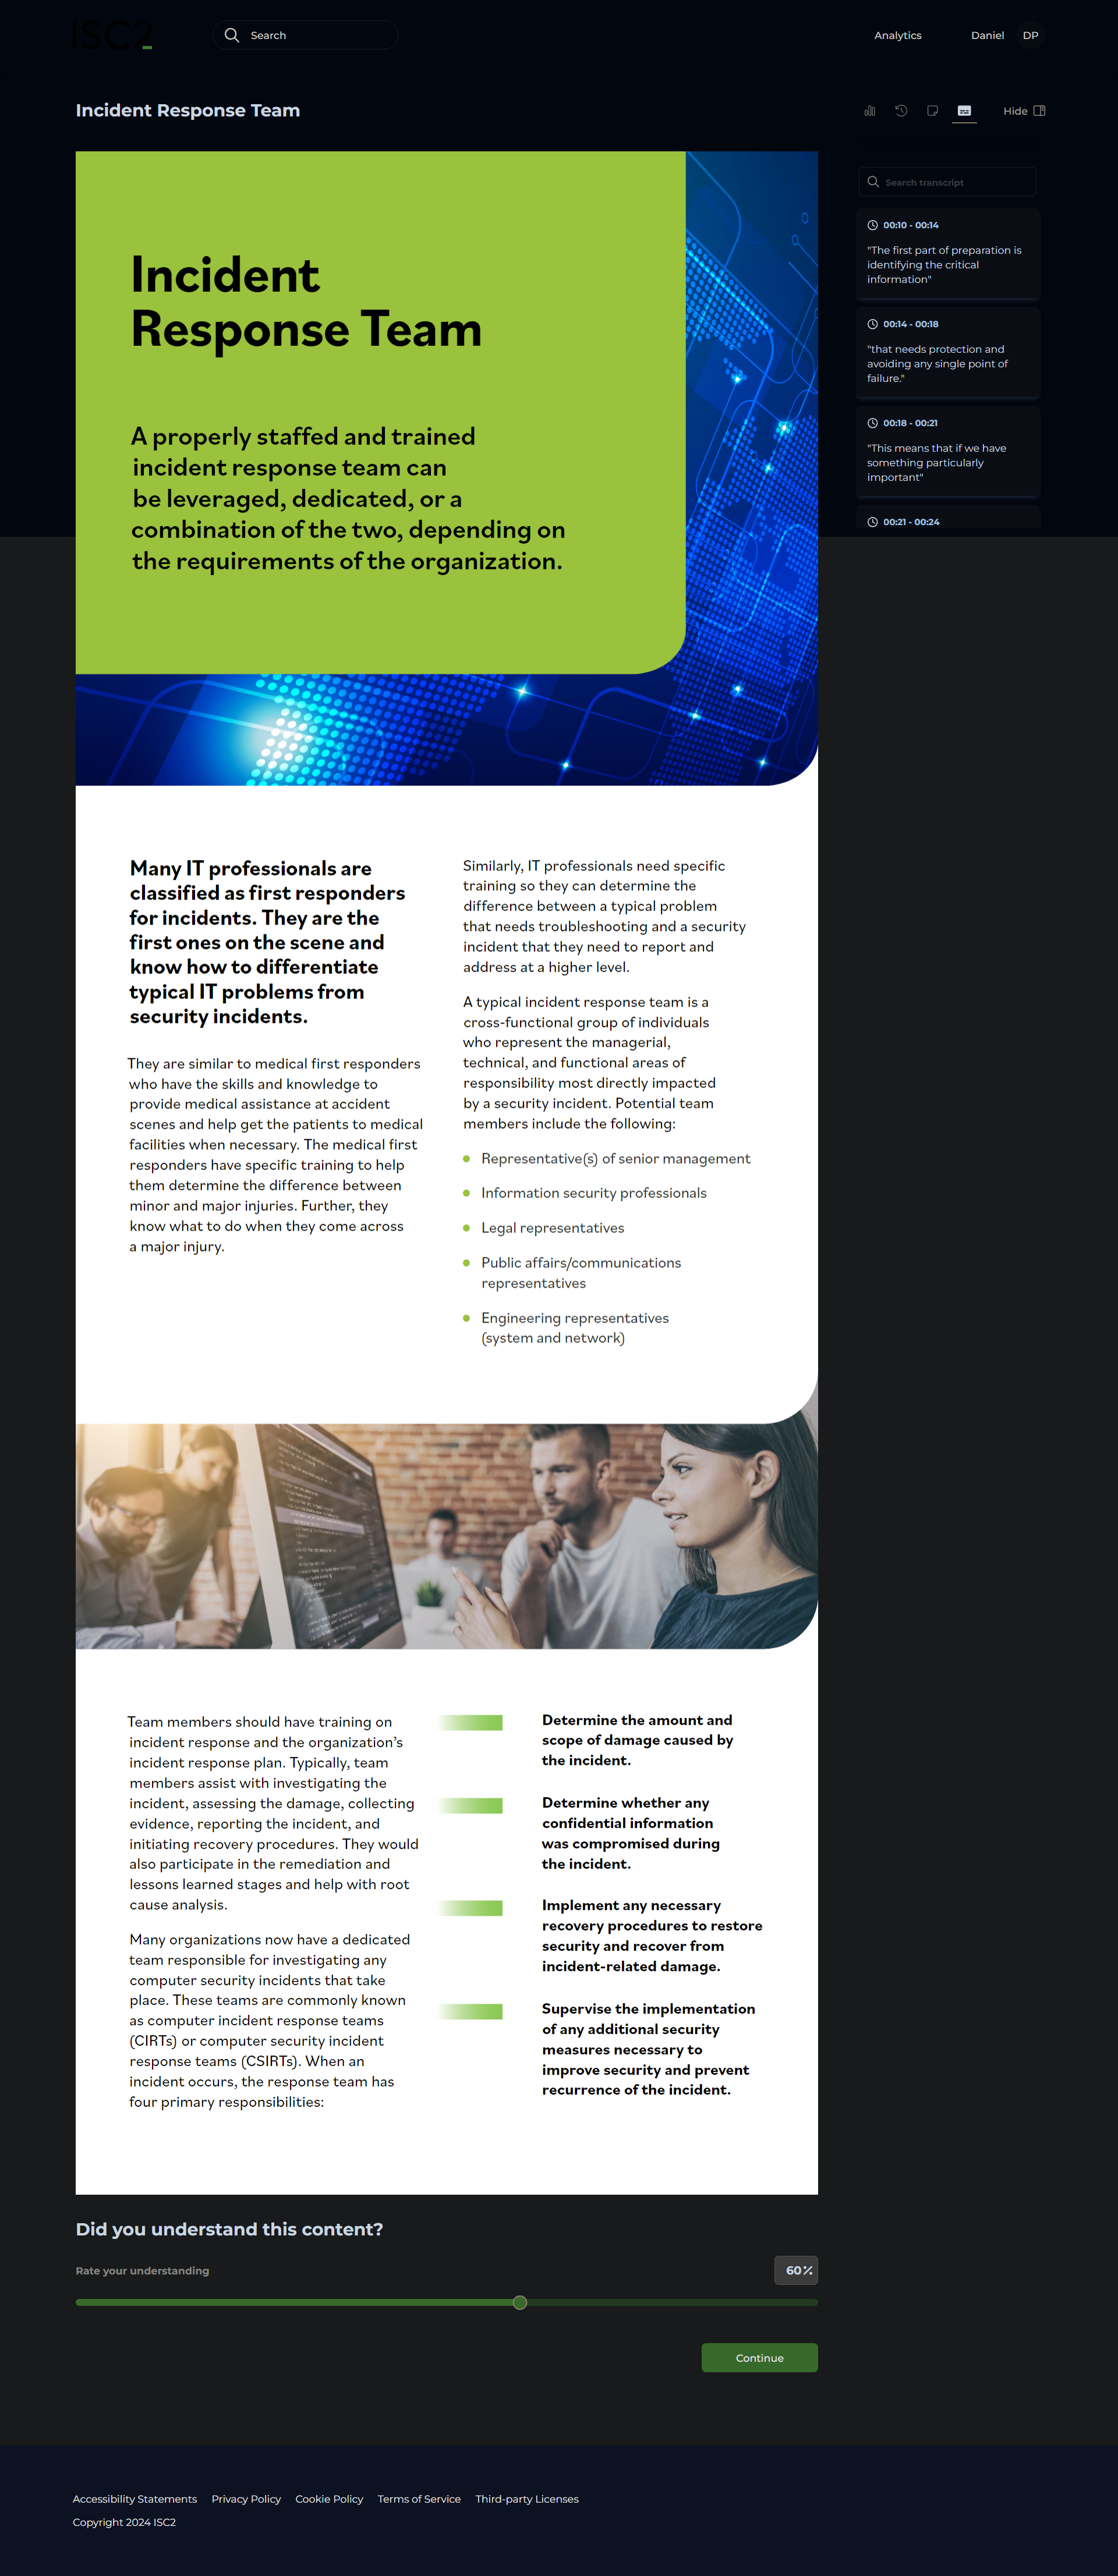 ISC2
Search
Analytics
Daniel
DP
Incident Response Team
Hide
Incident
Response Team
A properly staffed and trained
incident response team can
be leveraged, dedicated, or a
combination of the two, depending on
the requirements of the organization.
Search transcript
00:10 - 00:14
"The first part of preparation is
identifying the critical
information"
00:14 - 00:18
"that needs protection and
avoiding any single point of
failure."
00:18 - 00:21
"This means that if we have
something particularly
important"
00:21 - 00:24
Many IT professionals are
classified as first responders
for incidents. They are the
first ones on the scene and
know how to differentiate
typical IT problems from
security incidents.
They are similar to medical first responders
who have the skills and knowledge to
provide medical assistance at accident
scenes and help get the patients to medical
facilities when necessary. The medical first
responders have specific training to help
them determine the difference between
minor and major injuries. Further, they
know what to do when they come across
a major injury.
Similarly, IT professionals need specific
training so they can determine the
difference between a typical problem
that needs troubleshooting and a security
incident that they need to report and
address at a higher level.
A typical incident response team is a
cross-functional group of individuals
who represent the managerial,
technical, and functional areas of
responsibility most directly impacted
by a security incident. Potential team
members include the following:
Representative(s) of senior management
Information security professionals
Legal representatives
Public affairs/communications
representatives
Engineering representatives
(system and network)
Team members should have training on
incident response and the organization's
incident response plan. Typically, team
members assist with investigating the
incident, assessing the damage, collecting
evidence, reporting the incident, and
initiating recovery procedures. They would
also participate in the remediation and
lessons learned stages and help with root
cause analysis.
Many organizations now have a dedicated
team responsible for investigating any
computer security incidents that take
place. These teams are commonly known
as computer incident response teams
(CIRTs) or computer security incident
response teams (CSIRTs). When an
incident occurs, the response team has
four primary responsibilities:
Determine the amount and
scope of damage caused by
the incident.
Determine whether any
confidential information
was compromised during
the incident.
Implement any necessary
recovery procedures to restore
security and recover from
incident-related damage.
Supervise the implementation
of any additional security
measures necessary to
improve security and prevent
recurrence of the incident.
Did you understand this content?
Rate your understanding
60%
Continue
Accessibility Statements
Privacy Policy
Cookie Policy
Terms of Service
Third-party Licenses
Copyright 2024 ISC2